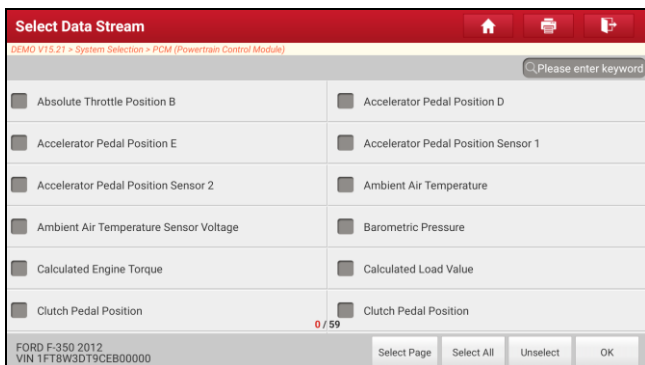 Select Data Stream
DEMO V15.21 > System Selection > PCM (Powertrain Control Module)
Please enter keyword
Absolute Throttle Position B
Accelerator Pedal Position D
Accelerator Pedal Position E
Accelerator Pedal Position Sensor 1
Accelerator Pedal Position Sensor 2
Ambient Air Temperature
Ambient Air Temperature Sensor Voltage
Barometric Pressure
Calculated Engine Torque
Calculated Load Value
Clutch Pedal Position
Clutch Pedal Position
0 / 59
FORD F-350 2012
VIN 1FT8W3DT9CEB00000
Select Page
Select All
Unselect
OK